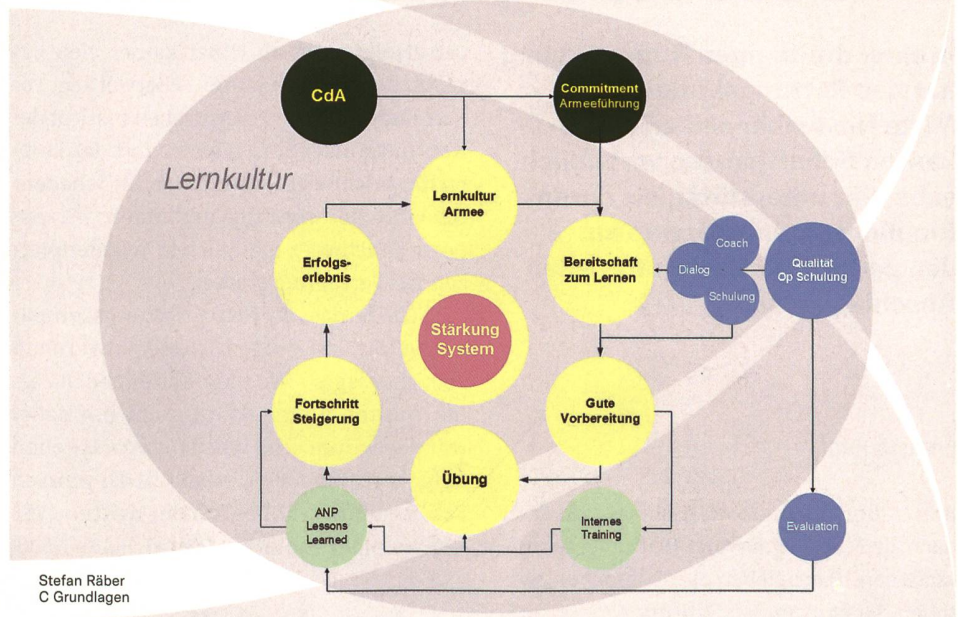 CdA
Commitment
Armeeführung
Lernkultur
Lernkultur
Armee
Erfolgs-
erlebnis
Bereitschaft
zum Lernen
Coach
Dialog
Schulung
Qualität
Op Schulung
Stärkung
System
Fortschritt
Steigerung
Gute
Vorbereitung
Übung
ANP
Lessons
Learned
Internes
Training
Evaluation
Stefan Räber
C Grundlagen